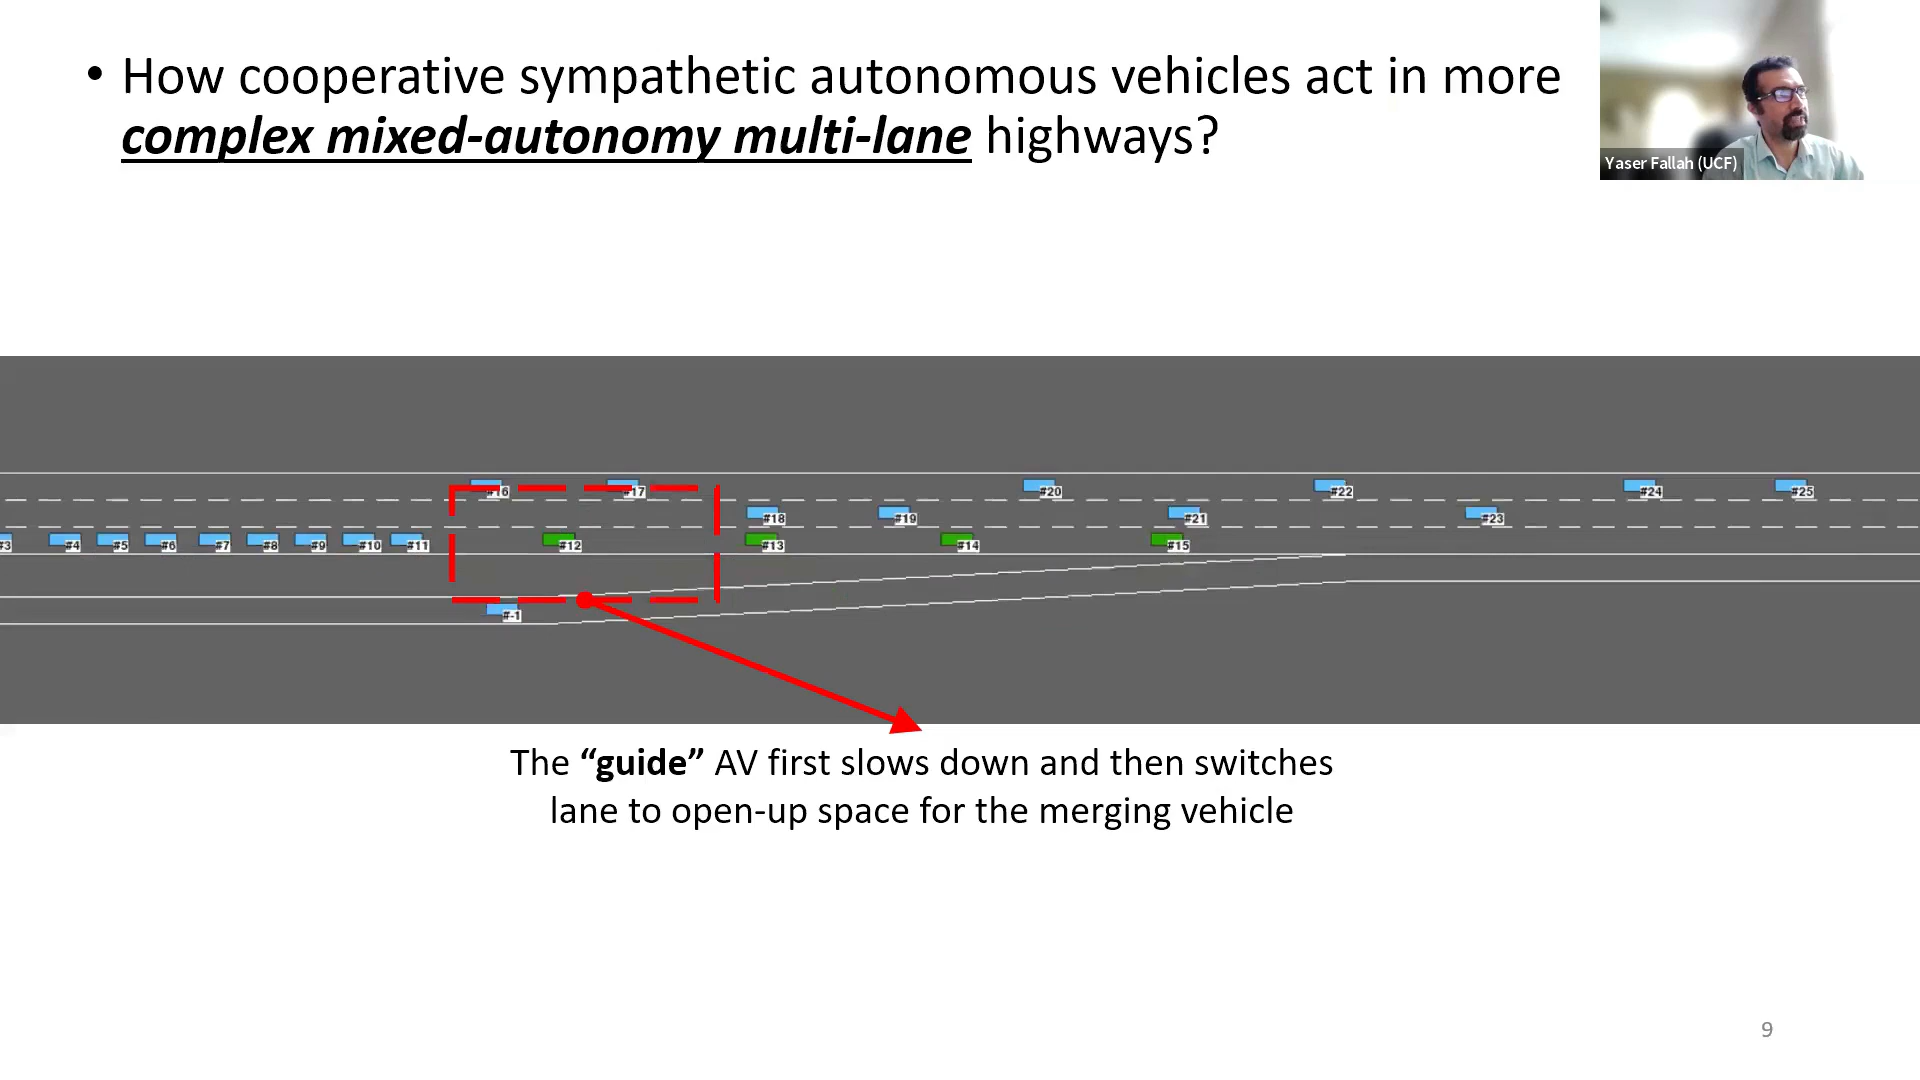 • How cooperative sympathetic autonomous vehicles act in more
complex mixed-autonomy multi-lane highways?
Yaser Fallah (UCF)
#16 #17 #20 #22 #24 #25
#18 #19 #21 #23
#3 #4 #5 #6 #7 #8 #9 #10 #11 #12 #13 #14 #15
#-1
The “guide” AV first slows down and then switches
lane to open-up space for the merging vehicle
9